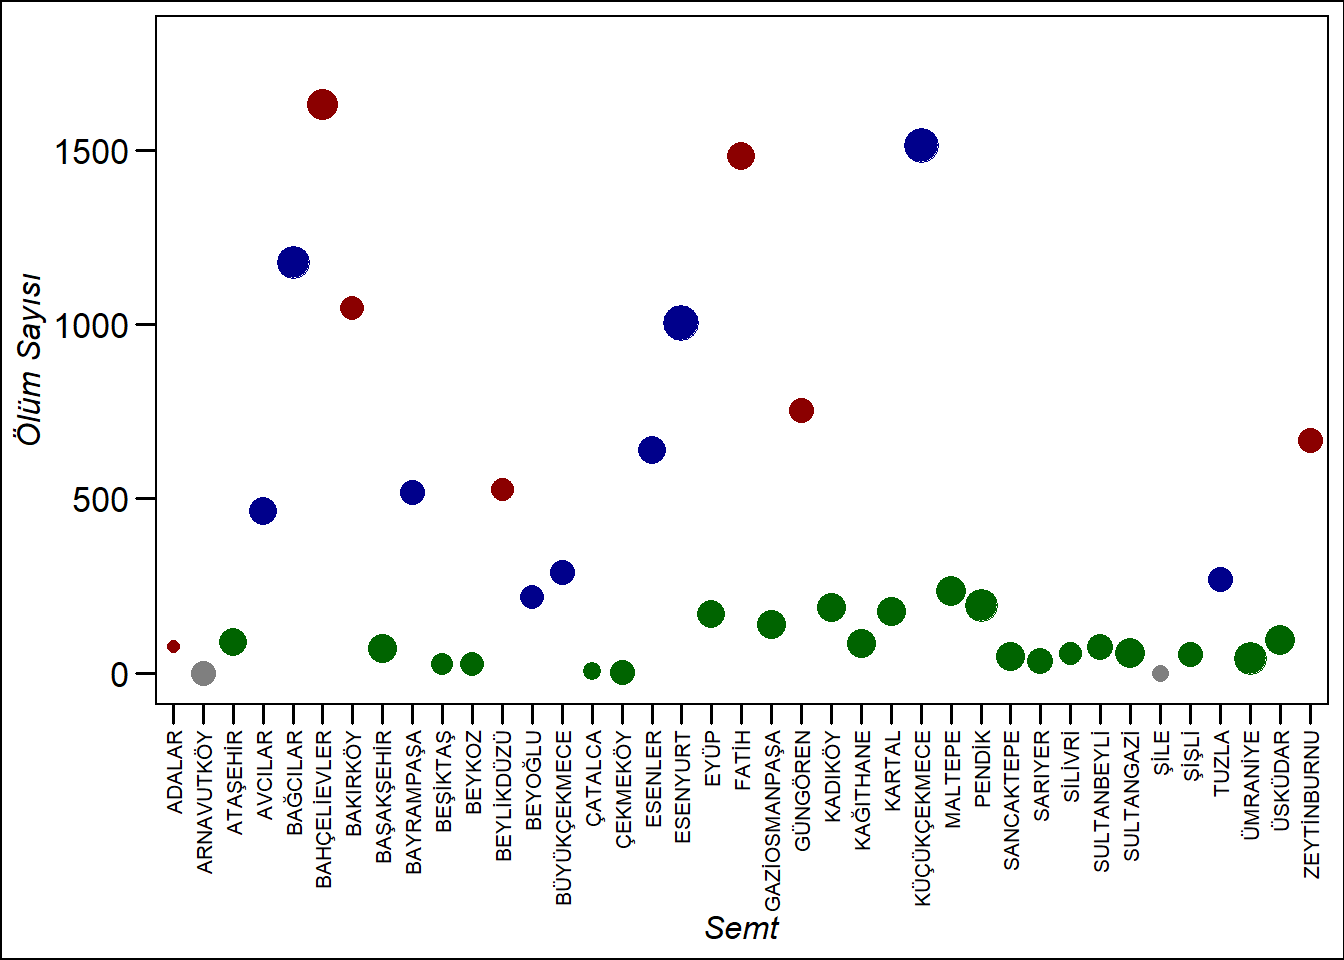 Ölüm Sayısı
1500
1000
500
0
ADALAR
ARNAVUTKÖY
ATAŞEHİR
AVCILAR
BAĞCILAR
BAHÇELİEVLER
BAKIRKÖY
BAŞAKŞEHİR
BAYRAMPAŞA
BEŞİKTAŞ
BEYKOZ
BEYLİKDÜZÜ
BEYOĞLU
BÜYÜKÇEKMECE
ÇATALCA
ÇEKMEKÖY
ESENLER
ESENYURT
EYÜP
FATİH
GAZİOSMANPAŞA
GÜNGÖREN
KADIKÖY
KAĞITHANE
KARTAL
KÜÇÜKÇEKMECE
MALTEPE
PENDİK
SANCAKTEPE
SARIYER
SİLİVRİ
SULTANBEYLİ
SULTANGAZİ
ŞİLE
ŞİŞLİ
TUZLA
ÜMRANİYE
ÜSKÜDAR
ZEYTİNBURNU
Semt